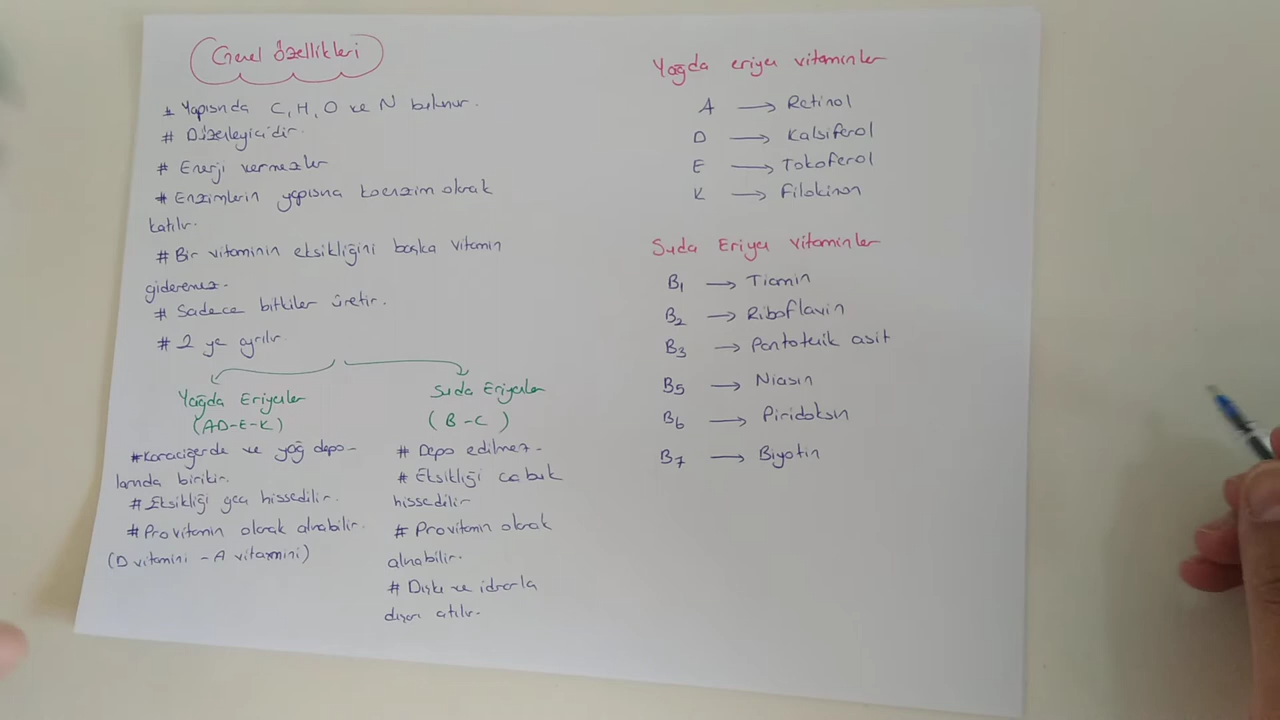 Genel özellikleri
# Yapısında C, H, O ve N bulunur.
# Düzenleyicidir.
# Enerji vermezler
# Enzimlerin yapısına koenzim olarak
katılır.
# Bir vitaminin eksikliğini başka vitamin
gideremez.
# Sadece bitkiler üretir.
# 2 ye ayrılır
Yağda Eriyenler
(A-D-E-K)
#Karaciğerde ve yağ depo-
larında birikir.
# Eksikliği geç hissedilir.
# Provitamin olarak alınabilir.
(D vitamini - A vitamini)
Suda Eriyenler
(B-C)
# Depo edilmez.
# Eksikliği çabuk
hissedilir
# Provitamin olarak
alınabilir.
# Dışkı ve idrarla
dışarı atılır.
Yağda eriyen vitaminler
A → Retinol
D → Kalsiferol
E → Tokoferol
K → Filokinon
Suda Eriyen vitaminler
B1 → Tiamin
B2 → Riboflavin
B3 → Pantotenik asit
B5 → Niasin
B6 → Piridoksin
B7 → Biyotin